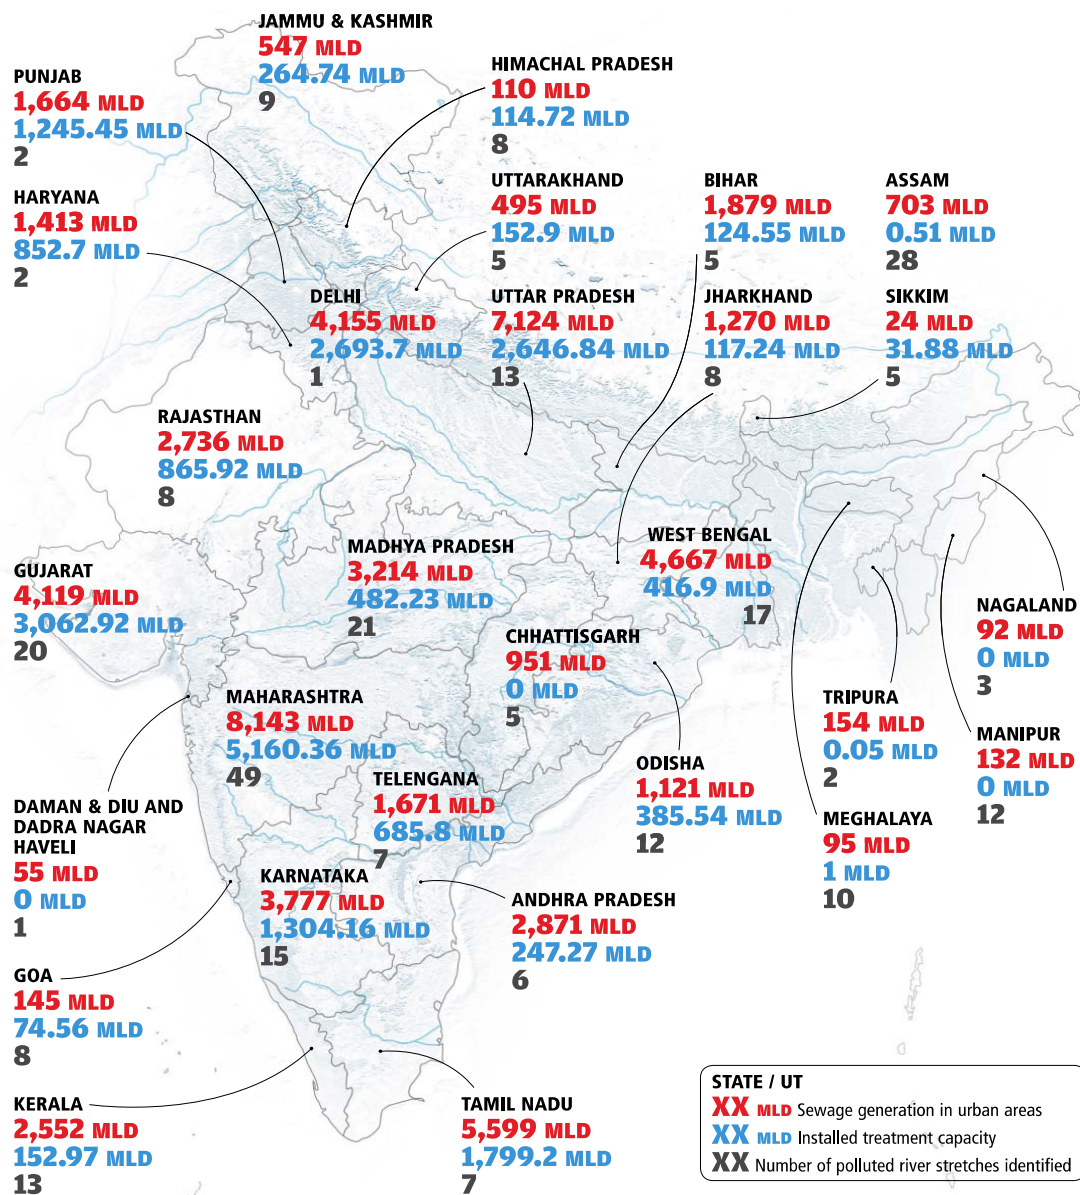 JAMMU & KASHMIR
547 MLD
264.74 MLD
9
PUNJAB
1,664 MLD
1,245.45 MLD
2
HIMACHAL PRADESH
110 MLD
114.72 MLD
8
HARYANA
1,413 MLD
852.7 MLD
2
UTTARAKHAND
495 MLD
152.9 MLD
5
BIHAR
1,879 MLD
124.55 MLD
5
ASSAM
703 MLD
0.51 MLD
28
DELHI
4,155 MLD
2,693.7 MLD
1
UTTAR PRADESH
7,124 MLD
2,646.84 MLD
13
JHARKHAND
1,270 MLD
117.24 MLD
8
SIKKIM
24 MLD
31.88 MLD
5
RAJASTHAN
2,736 MLD
865.92 MLD
8
MADHYA PRADESH
3,214 MLD
482.23 MLD
21
WEST BENGAL
4,667 MLD
416.9 MLD
17
GUJARAT
4,119 MLD
3,062.92 MLD
20
CHHATTISGARH
951 MLD
0 MLD
5
NAGALAND
92 MLD
0 MLD
3
MAHARASHTRA
8,143 MLD
5,160.36 MLD
49
TRIPURA
154 MLD
0.05 MLD
2
MANIPUR
132 MLD
0 MLD
12
ODISHA
1,121 MLD
385.54 MLD
12
TELENGANA
1,671 MLD
685.8 MLD
7
DAMAN & DIU AND
DADRA NAGAR
HAVELI
55 MLD
0 MLD
1
MEGHALAYA
95 MLD
1 MLD
10
KARNATAKA
3,777 MLD
1,304.16 MLD
15
ANDHRA PRADESH
2,871 MLD
247.27 MLD
6
GOA
145 MLD
74.56 MLD
8
KERALA
2,552 MLD
152.97 MLD
13
TAMIL NADU
5,599 MLD
1,799.2 MLD
7
STATE / UT
XX MLD Sewage generation in urban areas
XX MLD Installed treatment capacity
XX Number of polluted river stretches identified